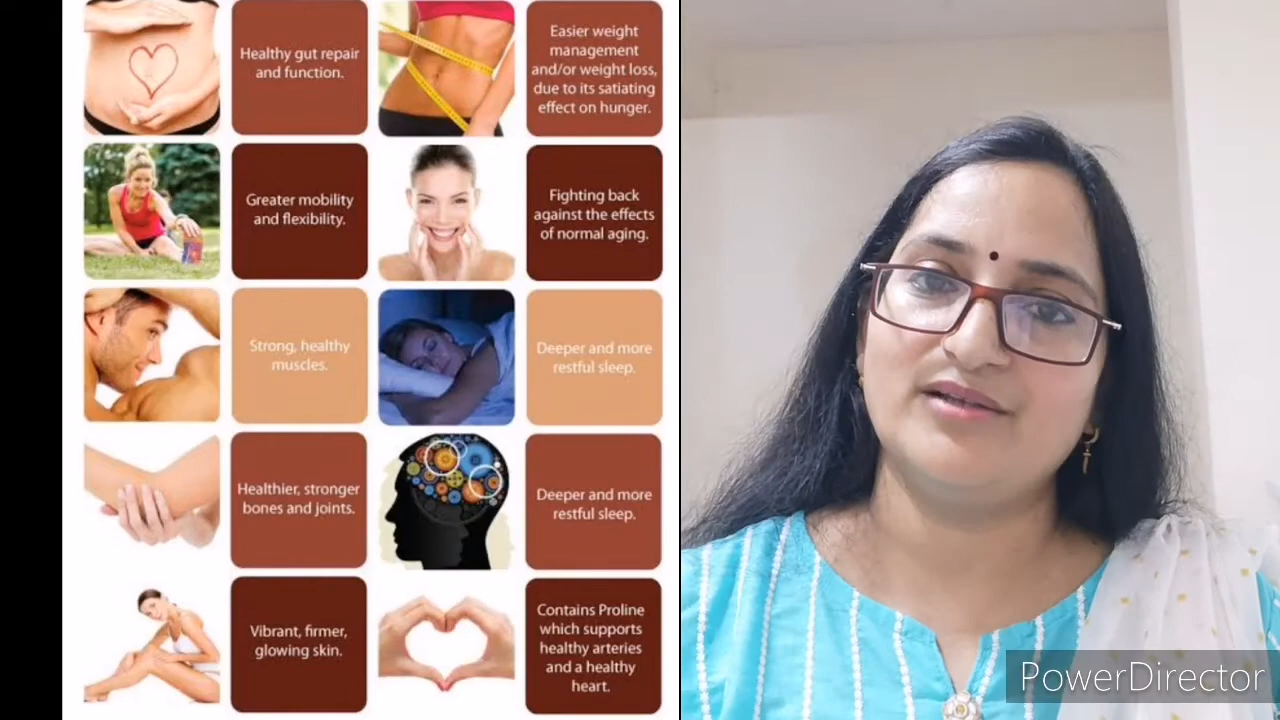 Healthy gut repair
and function.
Easier weight
management
and/or weight loss,
due to its satiating
effect on hunger.
Greater mobility
and flexibility.
Fighting back
against the effects
of normal aging.
Strong, healthy
muscles.
Deeper and more
restful sleep.
Healthier, stronger
bones and joints.
Deeper and more
restful sleep.
Vibrant, firmer,
glowing skin.
Contains Proline
which supports
healthy arteries
and a healthy
heart.
PowerDirector